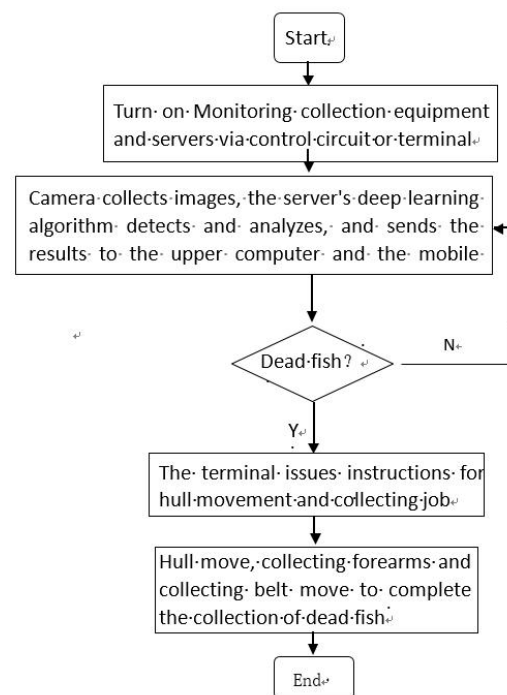 Start
Turn on Monitoring collection equipment
and servers via control circuit or terminal
Camera collects images, the server's deep learning
algorithm detects and analyzes, and sends the
results to the upper computer and the mobile
Dead fish?
N
Y
The terminal issues instructions for
hull movement and collecting job
Hull move, collecting forearms and
collecting belt move to complete
the collection of dead fish
End